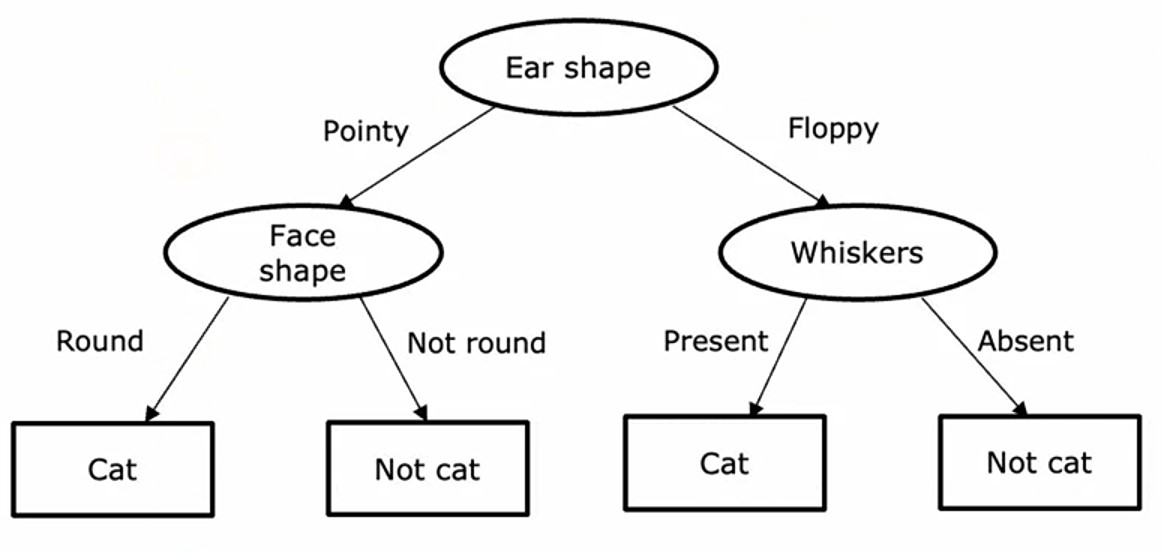 Ear shape
Pointy
Floppy
Face
shape
Whiskers
Round
Not round
Present
Absent
Cat
Not cat
Cat
Not cat